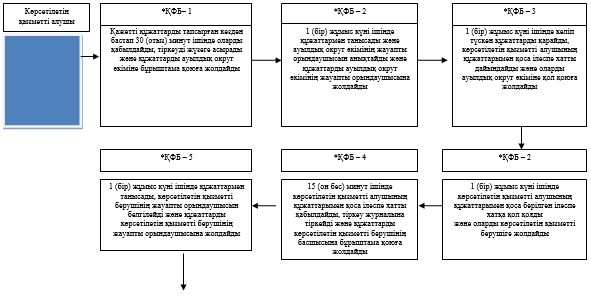 Көрсетілетін
қызметті алушы
*ҚФБ– 1
Қажетті құжаттарды тапсырған кезден
бастап 30 (отыз) минут ішінде оларды
қабылдайды, тіркеуді жүзеге асырады
және құжаттарды ауылдық округ
әкіміне бұрыштама қоюға жолдайды
*ҚФБ – 2
1 (бір) жұмыс күні ішінде
құжаттармен танысады және
ауылдық округ әкімінің жауапты
орындаушысын анықтайды және
құжаттарды ауылдық округ
әкімінің жауапты орындаушысына
жолдайды
*ҚФБ – 3
1 (бір) жұмыс күні ішінде келіп
түскен құжаттарды қарайды,
көрсетілетін қызметті алушының
құжаттарымен қоса ілеспе хатты
дайындайды және оларды
ауылдық округ әкіміне қол қоюға
жолдайды
*ҚФБ – 5
1 (бір) жұмыс күні ішінде құжаттармен
танысады, көрсетілетін қызметті
берушінің жауапты орындаушысын
белгілейді және құжаттарды
көрсетілетін қызметті берушінің
жауапты орындаушысына жолдайды
*ҚФБ – 4
15 (он бес) минут ішінде
көрсетілетін қызметті алушының
құжаттарымен қоса ілеспе хатты
қабылдайды, тіркеу журналына
тіркейді және құжаттарды
көрсетілетін қызметті берушінің
басшысына бұрыштама қоюға
жолдайды
*ҚФБ – 2
1 (бір) жұмыс күні ішінде
көрсетілетін қызметті алушының
құжаттарымен қоса берілген ілеспе
хатқа қол қояды
және оларды көрсетілетін қызметті
берушіге жолдайды